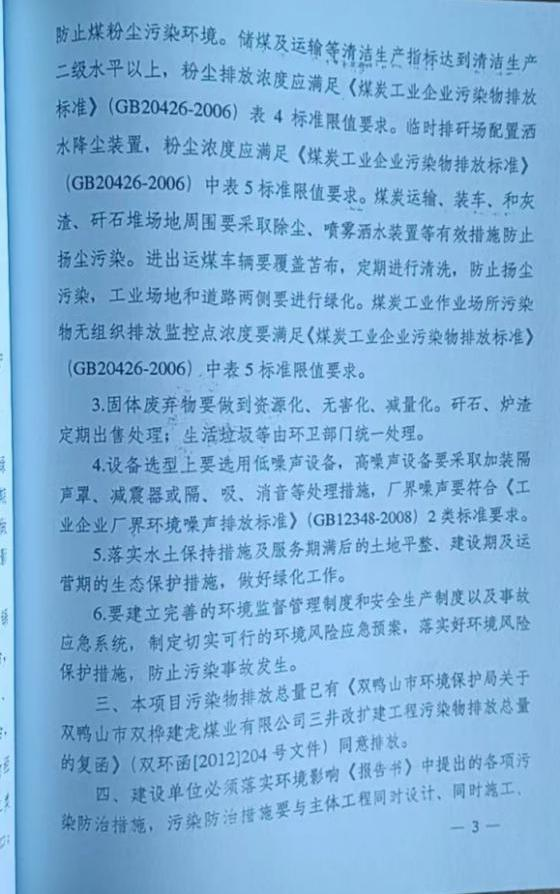 防止煤粉尘污染环境。储煤及运输等清洁生产指标达到清洁生产
二级水平以上，粉尘排放浓度应满足《煤炭工业企业污染物排放
标准》（GB20426-2006）表 4 标准限值要求。临时排矸场配置洒
水降尘装置，粉尘浓度应满足《煤炭工业企业污染物排放标准》
（GB20426-2006）中表 5 标准限值要求。煤炭运输、装车、和灰
渣、矸石堆场地周围要采取除尘、喷雾洒水装置等有效措施防止
扬尘污染。进出运煤车辆要覆盖苫布，定期进行清洗，防止扬尘
污染，工业场地和道路两侧要进行绿化。煤炭工业作业场所污染
物无组织排放监控点浓度要满足《煤炭工业企业污染物排放标准》
（GB20426-2006）中表 5 标准限值要求。
3.固体废弃物要做到资源化、无害化、减量化。矸石、炉渣
定期出售处理；生活垃圾等由环卫部门统一处理。
4.设备选型上要选用低噪声设备，高噪声设备要采取加装隔
声罩、减震器或隔、吸、消音等处理措施，厂界噪声要符合《工
业企业厂界环境噪声排放标准》（GB12348-2008）2 类标准要求。
5.落实水土保持措施及服务期满后的土地平整、建设期及运
营期的生态保护措施，做好绿化工作。
6.要建立完善的环境监督管理制度和安全生产制度以及事故
应急系统，制定切实可行的环境风险应急预案，落实好环境风险
保护措施，防止污染事故发生。
三、本项目污染物排放总量已有《双鸭山市环境保护局关于
双鸭山市双桦建龙煤业有限公司三井改扩建工程污染物排放总量
的复函》（双环函[2012]204 号文件）同意排放。
四、建设单位必须落实环境影响《报告书》中提出的各项污
染防治措施，污染防治措施要与主体工程同时设计、同时施工、
— 3 —